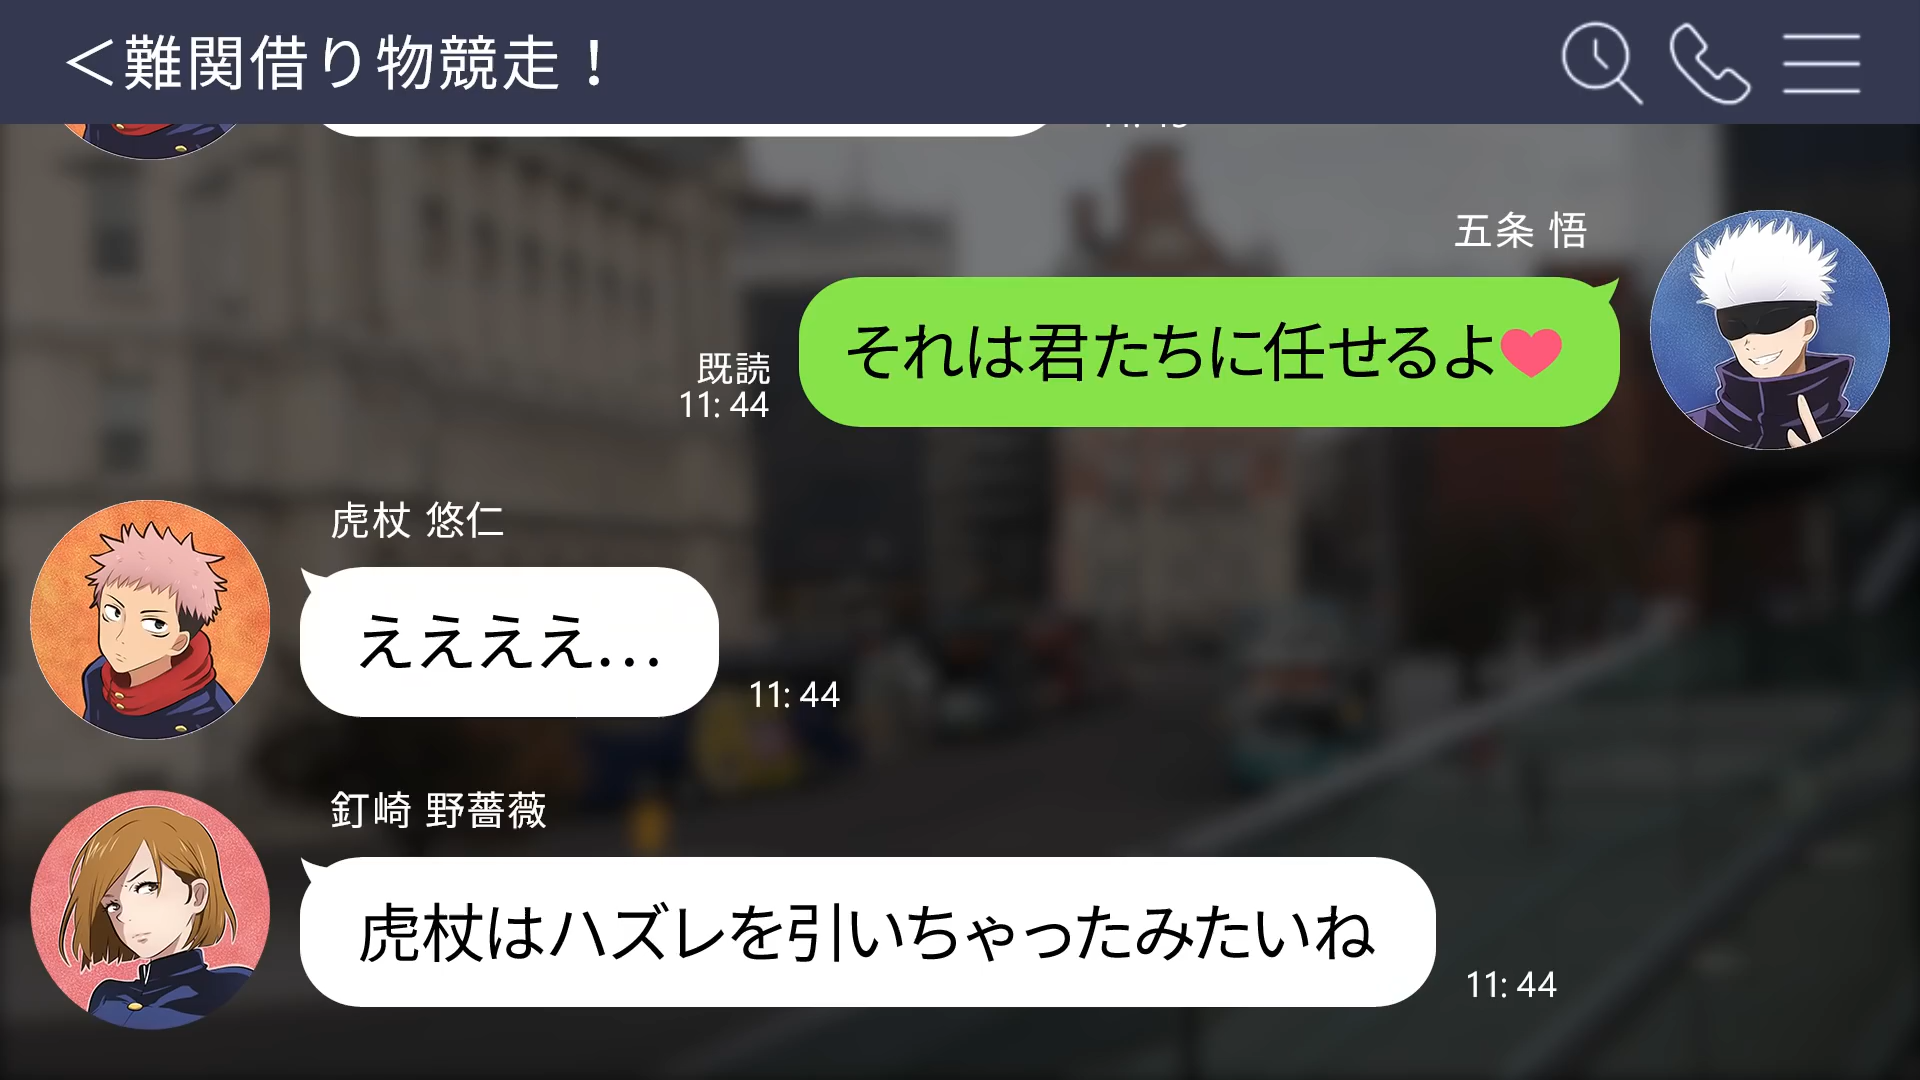 ＜難関借り物競走！
五条 悟
それは君たちに任せるよ❤
既読
11:44
虎杖 悠仁
ええええ…
11:44
釘崎 野薔薇
虎杖はハズレを引いちゃったみたいね
11:44